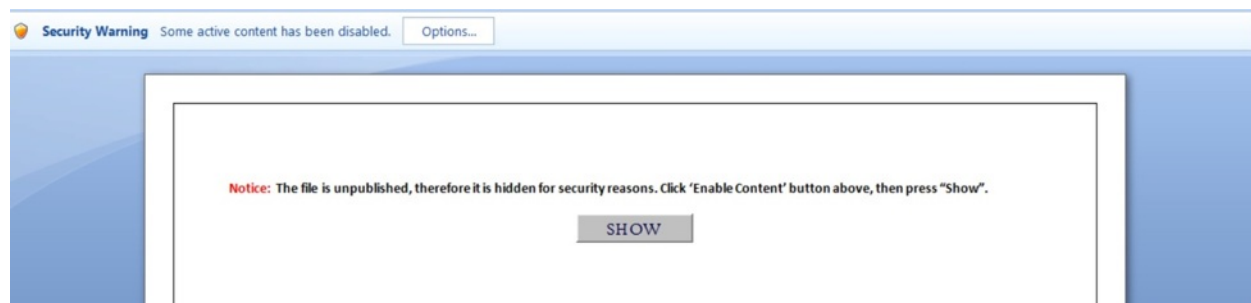 Security Warning Some active content has been disabled. Options...
Notice: The file is unpublished, therefore it is hidden for security reasons. Click ‘Enable Content’ button above, then press “Show”.
SHOW